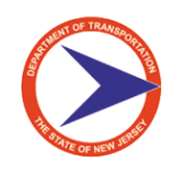 DEPARTMENT OF TRANSPORTATION
THE STATE OF NEW JERSEY